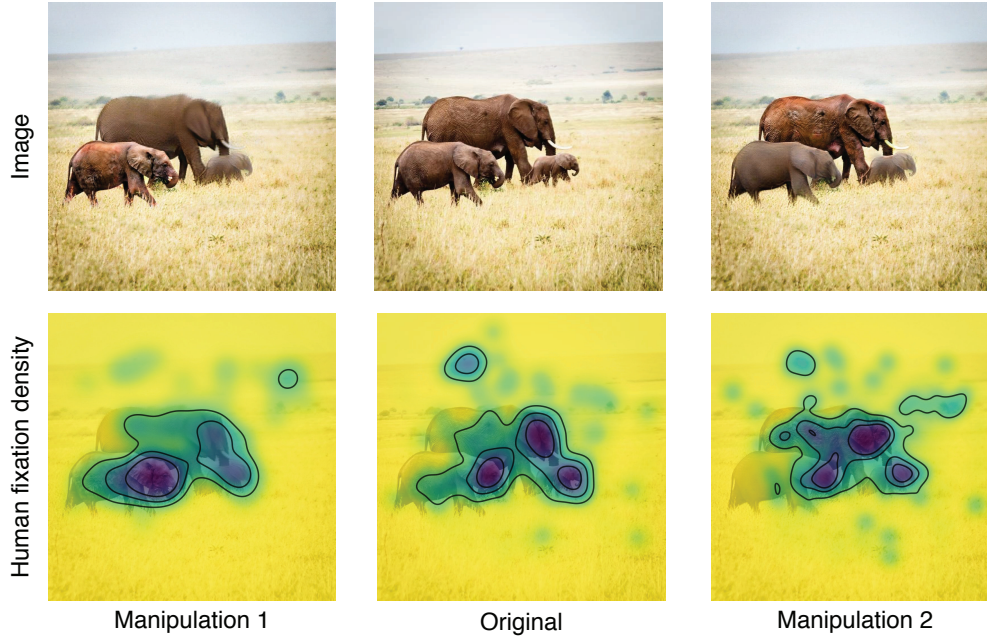 Image
Human fixation density
Manipulation 1
Original
Manipulation 2